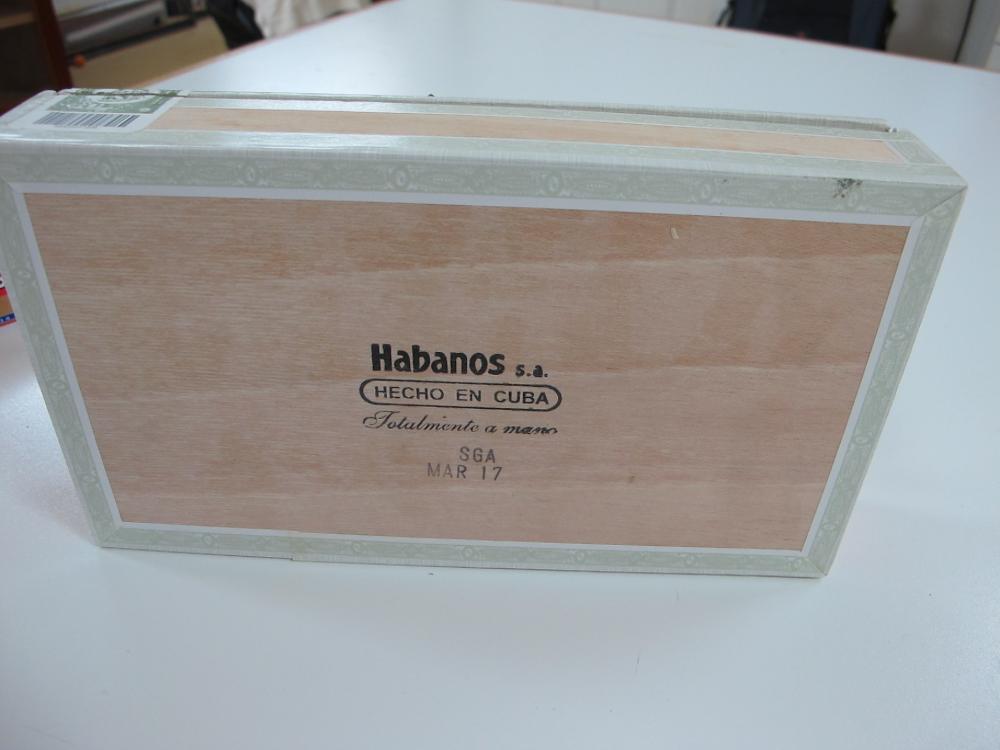 Habanos s.a.
HECHO EN CUBA
Totalmente a mano
SGA
MAR 17